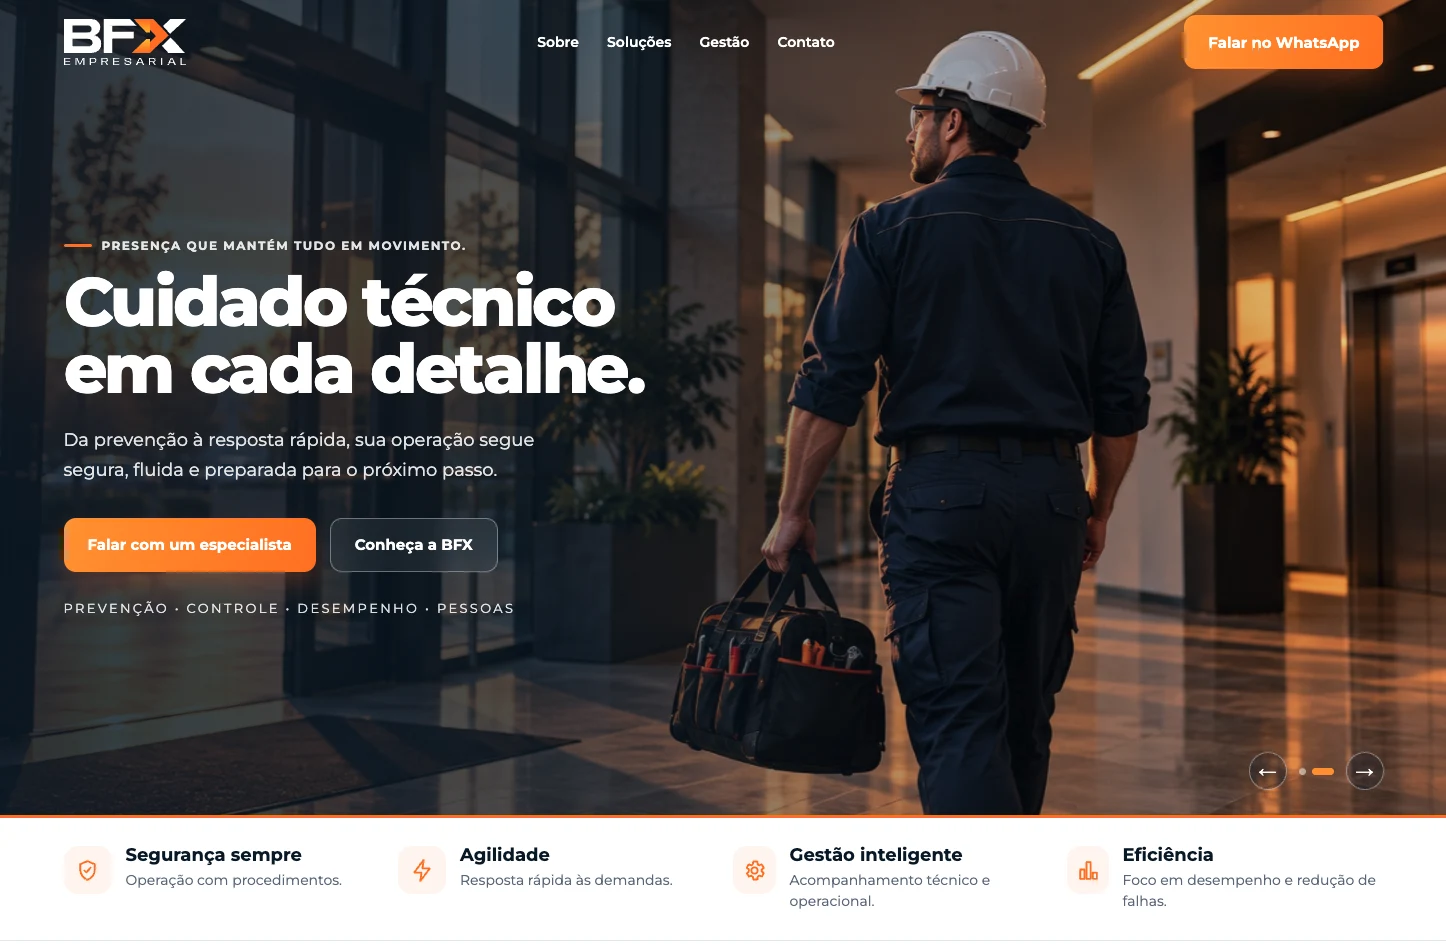 BFX
EMPRESARIAL
Sobre
Soluções
Gestão
Contato
Falar no WhatsApp
PRESENÇA QUE MANTÉM TUDO EM MOVIMENTO.
Cuidado técnico
em cada detalhe.
Da prevenção à resposta rápida, sua operação segue
segura, fluida e preparada para o próximo passo.
Falar com um especialista
Conheça a BFX
PREVENÇÃO • CONTROLE • DESEMPENHO • PESSOAS
←
→
Segurança sempre
Operação com procedimentos.
Agilidade
Resposta rápida às demandas.
Gestão inteligente
Acompanhamento técnico e
operacional.
Eficiência
Foco em desempenho e redução de
falhas.